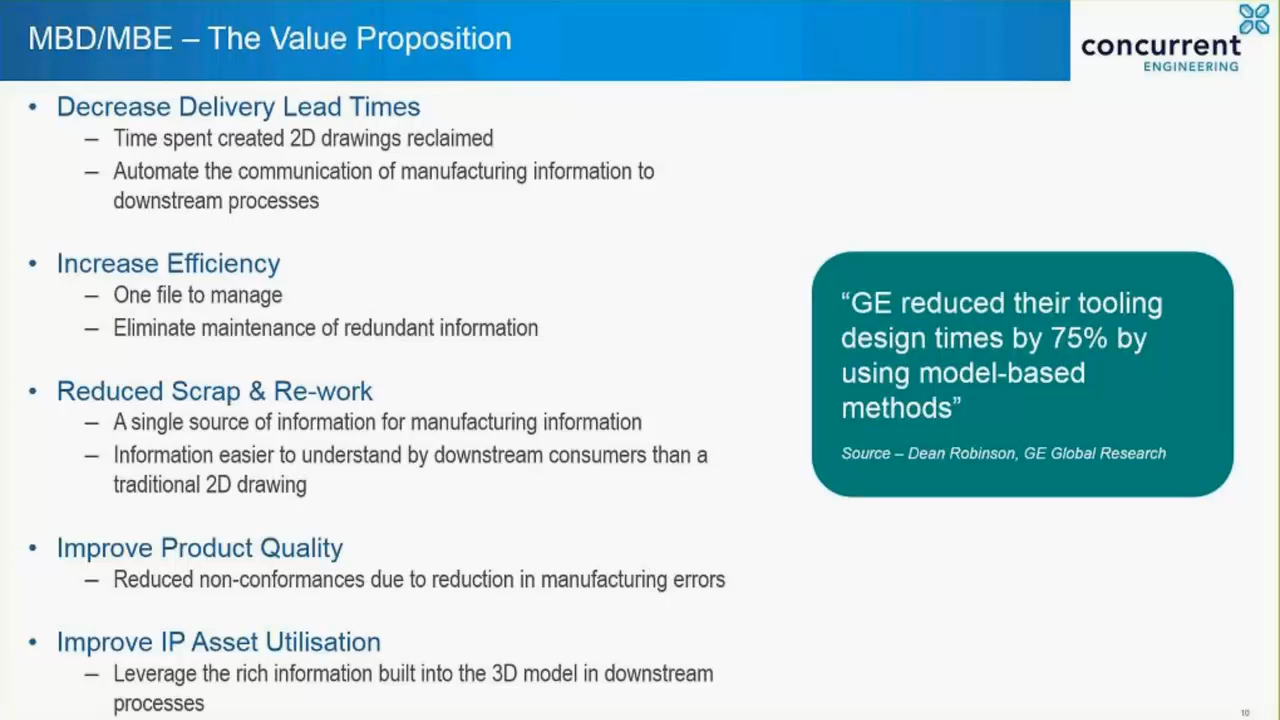 MBD/MBE – The Value Proposition
concurrent
ENGINEERING
• Decrease Delivery Lead Times
– Time spent created 2D drawings reclaimed
– Automate the communication of manufacturing information to
downstream processes
• Increase Efficiency
– One file to manage
– Eliminate maintenance of redundant information
• Reduced Scrap & Re-work
– A single source of information for manufacturing information
– Information easier to understand by downstream consumers than a
traditional 2D drawing
• Improve Product Quality
– Reduced non-conformances due to reduction in manufacturing errors
• Improve IP Asset Utilisation
– Leverage the rich information built into the 3D model in downstream
processes
“GE reduced their tooling
design times by 75% by
using model-based
methods”
Source – Dean Robinson, GE Global Research
10